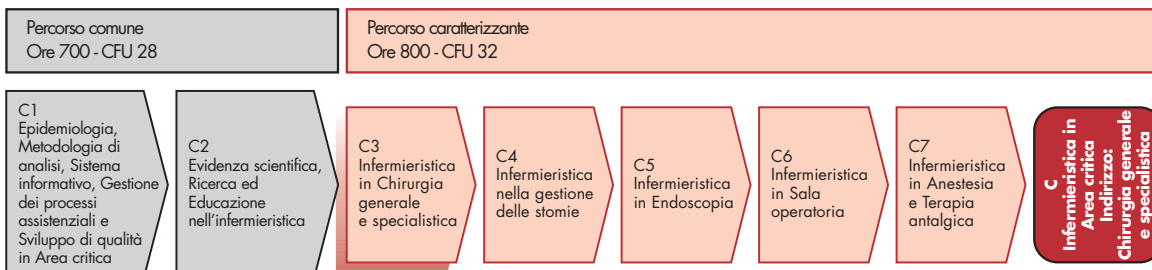 Percorso comune
Ore 700 - CFU 28
Percorso caratterizzante
Ore 800 - CFU 32
C1
Epidemiologia,
Metodologia di
analisi, Sistema
informativo, Gestione
dei processi
assistenziali e
Sviluppo di qualità
in Area critica
C2
Evidenza scientifica,
Ricerca ed
Educazione
nell'infermieristica
C3
Infermieristica
in Chirurgia
generale
e specialistica
C4
Infermieristica
nella gestione
delle stomie
C5
Infermieristica
in Endoscopia
C6
Infermieristica
in Sala
operatoria
C7
Infermieristica
in Anestesia
e Terapia
antalgica
C
Infermieristica in
Area critica
Indirizzo:
Chirurgia generale
e specialistica